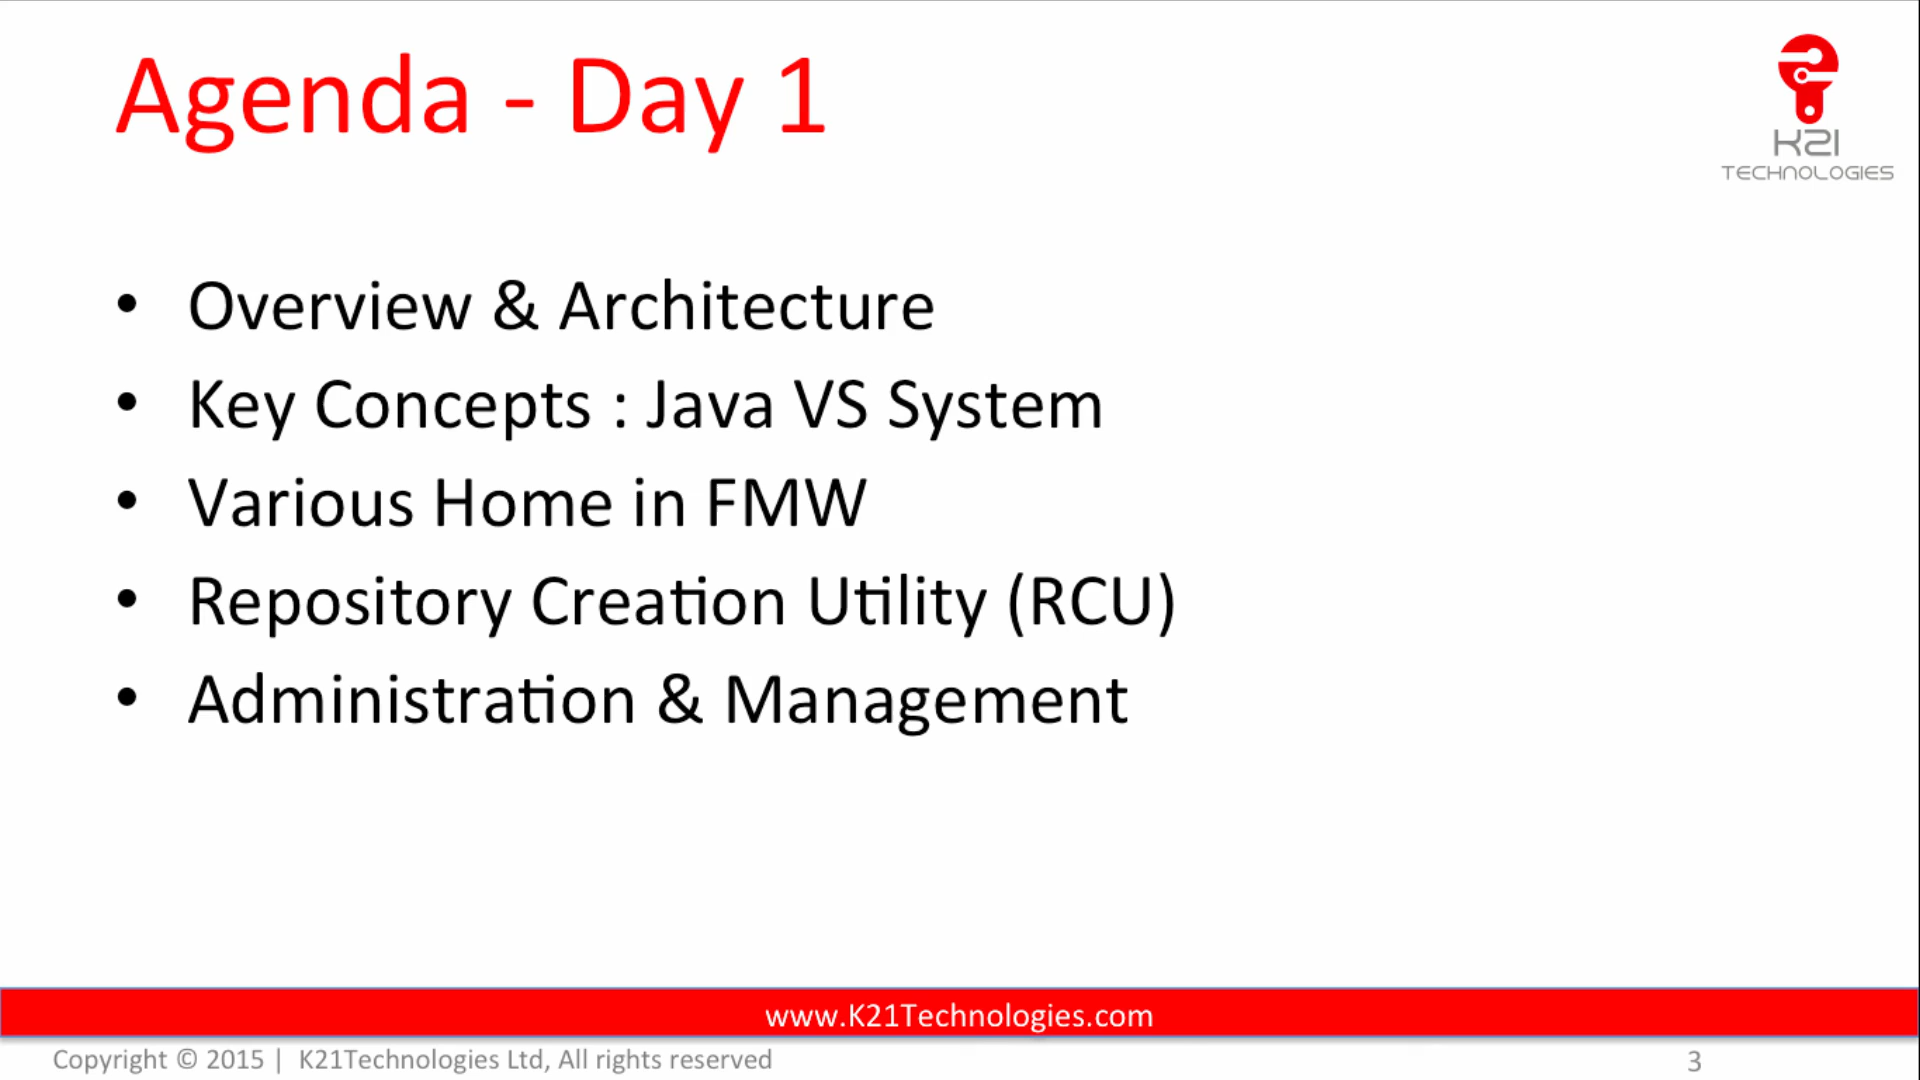 Agenda - Day 1
K21
TECHNOLOGIES
• Overview & Architecture
• Key Concepts : Java VS System
• Various Home in FMW
• Repository Creation Utility (RCU)
• Administration & Management
www.K21Technologies.com
Copyright © 2015 | K21Technologies Ltd, All rights reserved
3